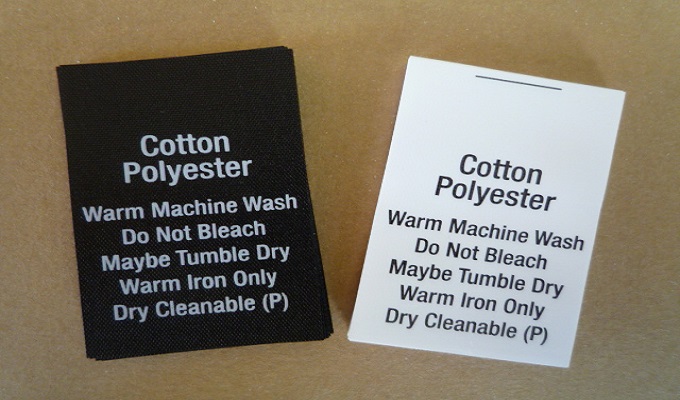 Cotton
Polyester
Warm Machine Wash
Do Not Bleach
Maybe Tumble Dry
Warm Iron Only
Dry Cleanable (P)
Cotton
Polyester
Warm Machine Wash
Do Not Bleach
Maybe Tumble Dry
Warm Iron Only
Dry Cleanable (P)